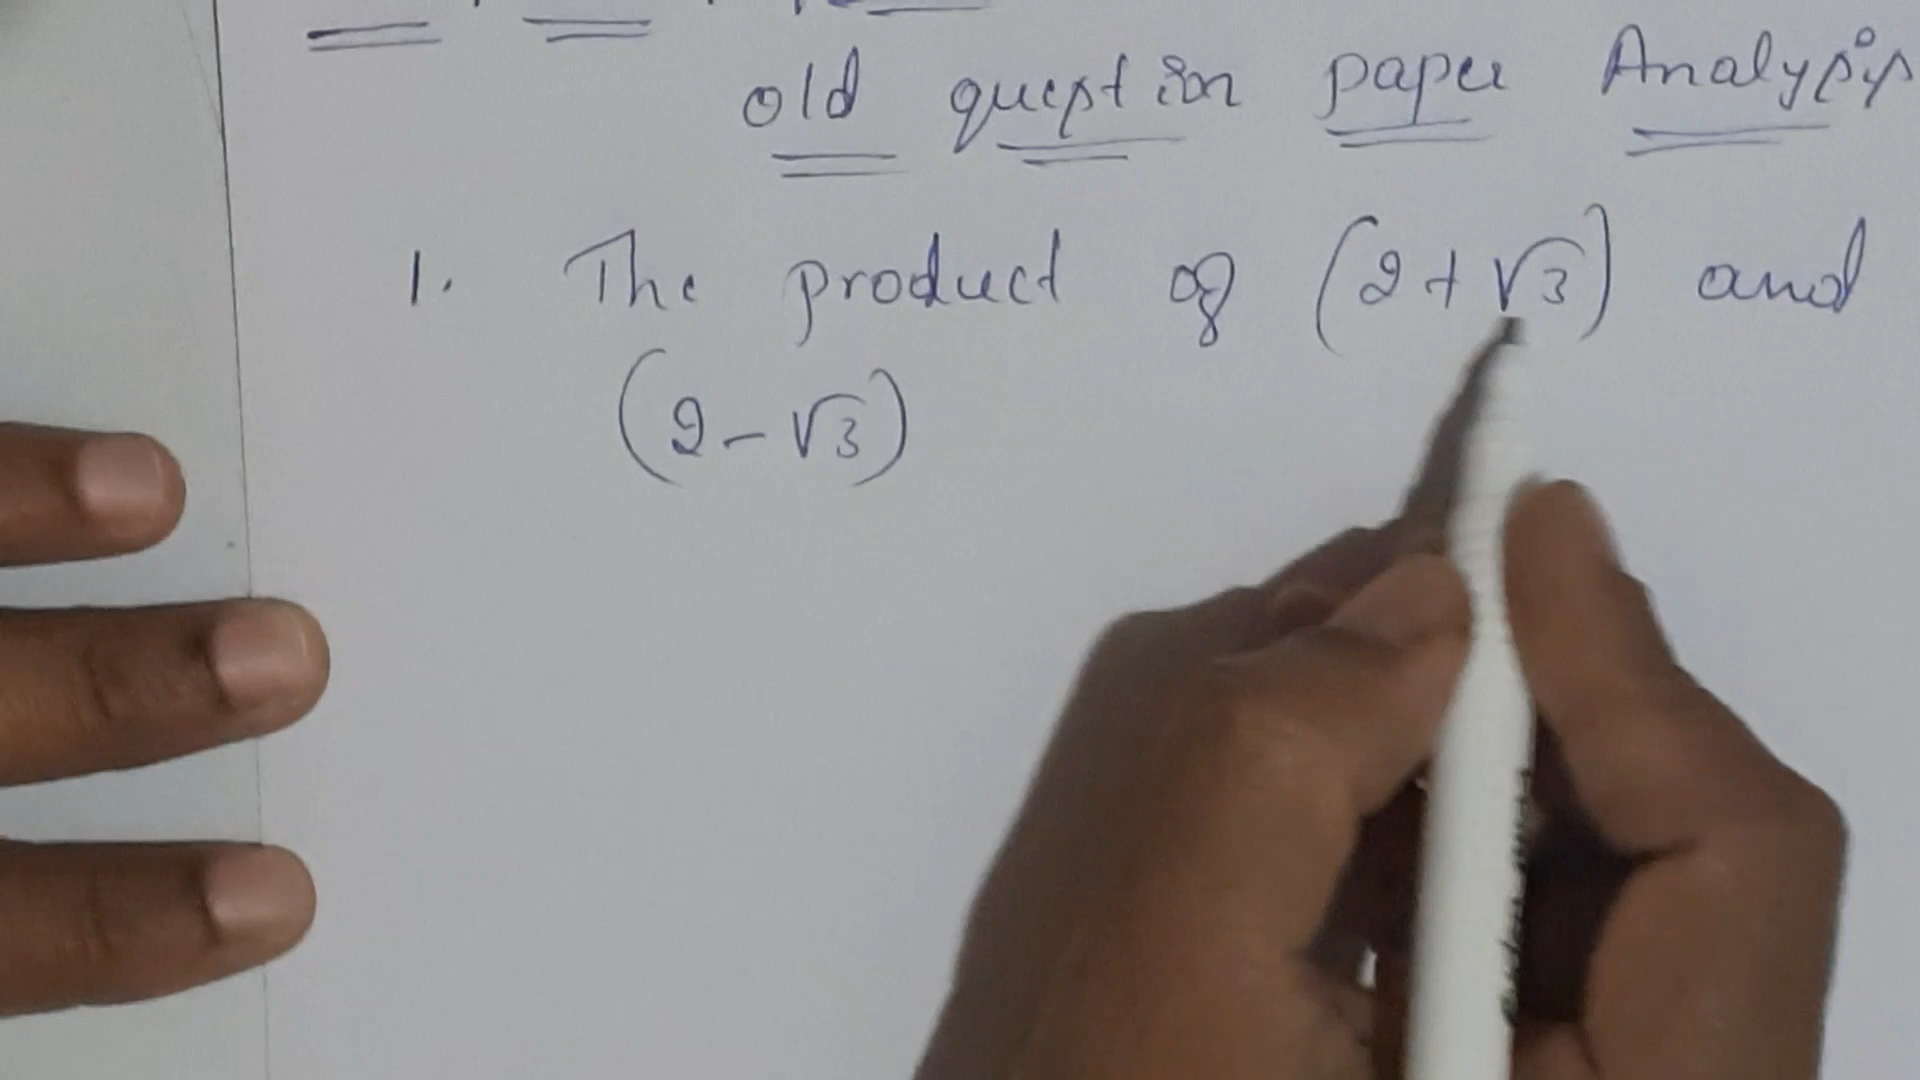 old question paper Analysis
1. The product of (2 + √3) and
(2 - √3)